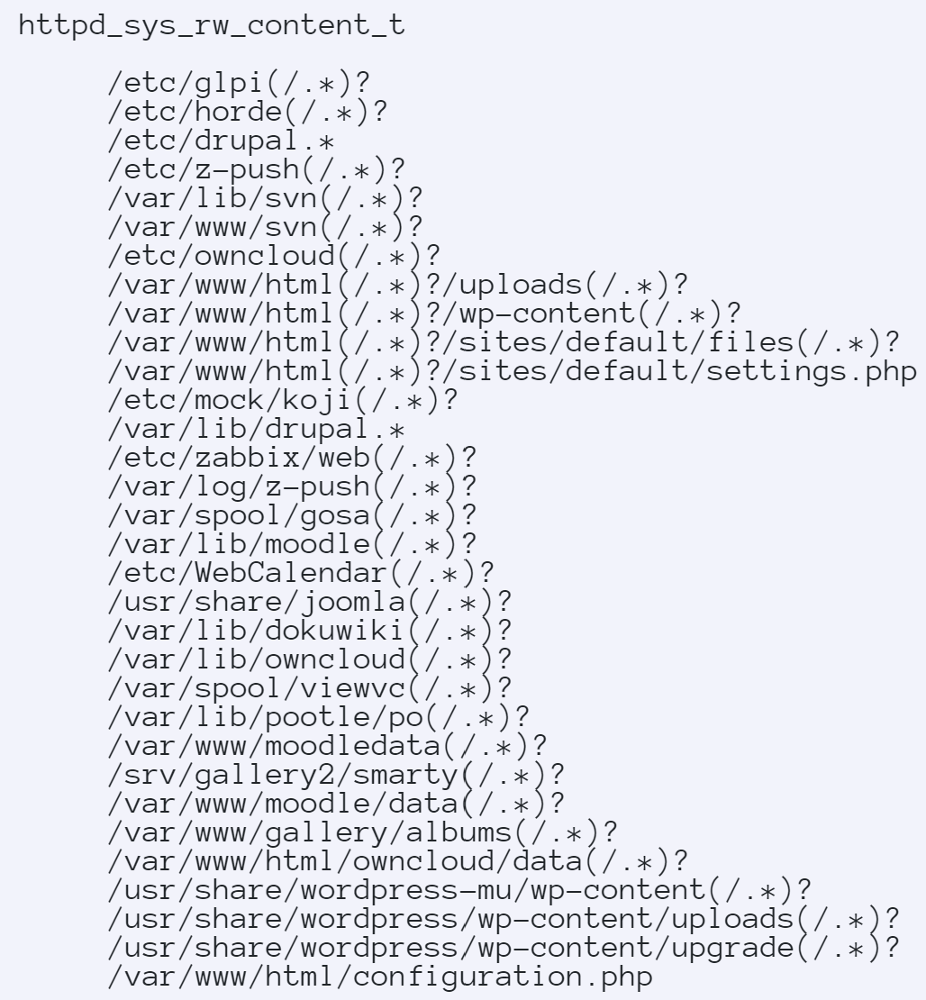 httpd_sys_rw_content_t
/etc/glpi(/.*)?
/etc/horde(/.*)?
/etc/drupal.*
/etc/z-push(/.*)?
/var/lib/svn(/.*)?
/var/www/svn(/.*)?
/etc/owncloud(/.*)?
/var/www/html(/.*)?/uploads(/.*)?
/var/www/html(/.*)?/wp-content(/.*)?
/var/www/html(/.*)?/sites/default/files(/.*)?
/var/www/html(/.*)?/sites/default/settings.php
/etc/mock/koji(/.*)?
/var/lib/drupal.*
/etc/zabbix/web(/.*)?
/var/log/z-push(/.*)?
/var/spool/gosa(/.*)?
/var/lib/moodle(/.*)?
/etc/WebCalendar(/.*)?
/usr/share/joomla(/.*)?
/var/lib/dokuwiki(/.*)?
/var/lib/owncloud(/.*)?
/var/spool/viewvc(/.*)?
/var/lib/pootle/po(/.*)?
/var/www/moodledata(/.*)?
/srv/gallery2/smarty(/.*)?
/var/www/moodle/data(/.*)?
/var/www/gallery/albums(/.*)?
/var/www/html/owncloud/data(/.*)?
/usr/share/wordpress-mu/wp-content(/.*)?
/usr/share/wordpress/wp-content/uploads(/.*)?
/usr/share/wordpress/wp-content/upgrade(/.*)?
/var/www/html/configuration.php